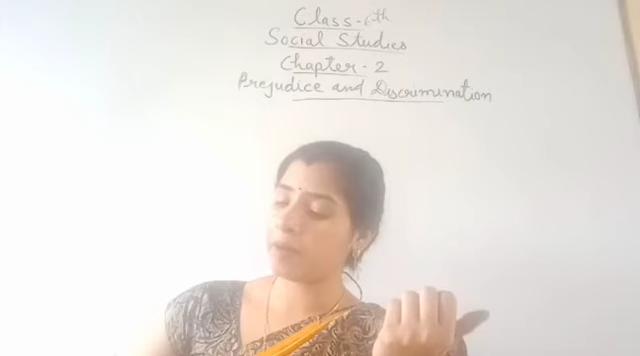 Class-6th
Social Studies
Chapter-2
Prejudice and Discrimination